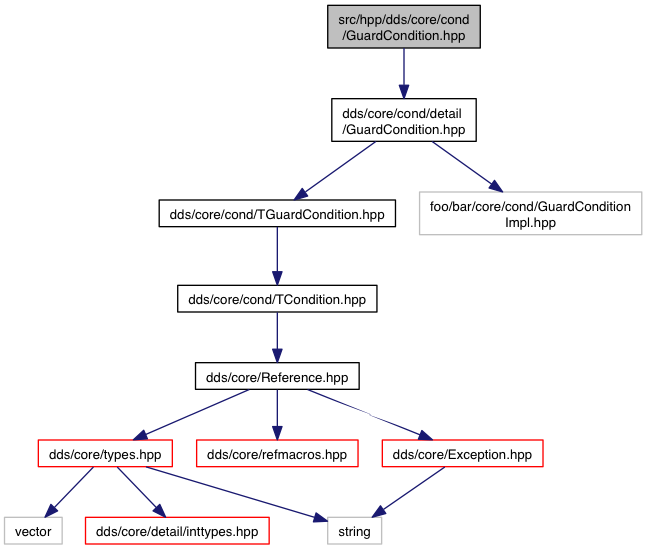 src/hpp/dds/core/cond
/GuardCondition.hpp
dds/core/cond/detail
/GuardCondition.hpp
dds/core/cond/TGuardCondition.hpp
foo/bar/core/cond/GuardCondition
Impl.hpp
dds/core/cond/TCondition.hpp
dds/core/Reference.hpp
dds/core/types.hpp
dds/core/refmacros.hpp
dds/core/Exception.hpp
vector
dds/core/detail/inttypes.hpp
string